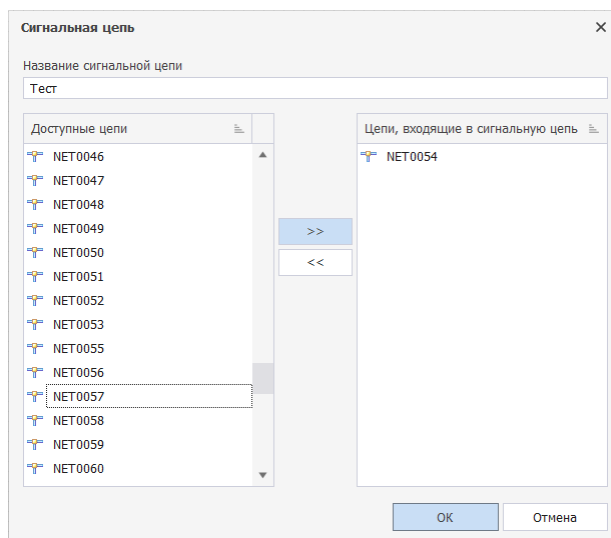 Сигнальная цепь
Название сигнальной цепи
Тест
Доступные цепи
NET0046
NET0047
NET0048
NET0049
NET0050
NET0051
NET0052
NET0053
NET0055
NET0056
NET0057
NET0058
NET0059
NET0060
>>
<<
Цепи, входящие в сигнальную цепь
NET0054
ОК
Отмена